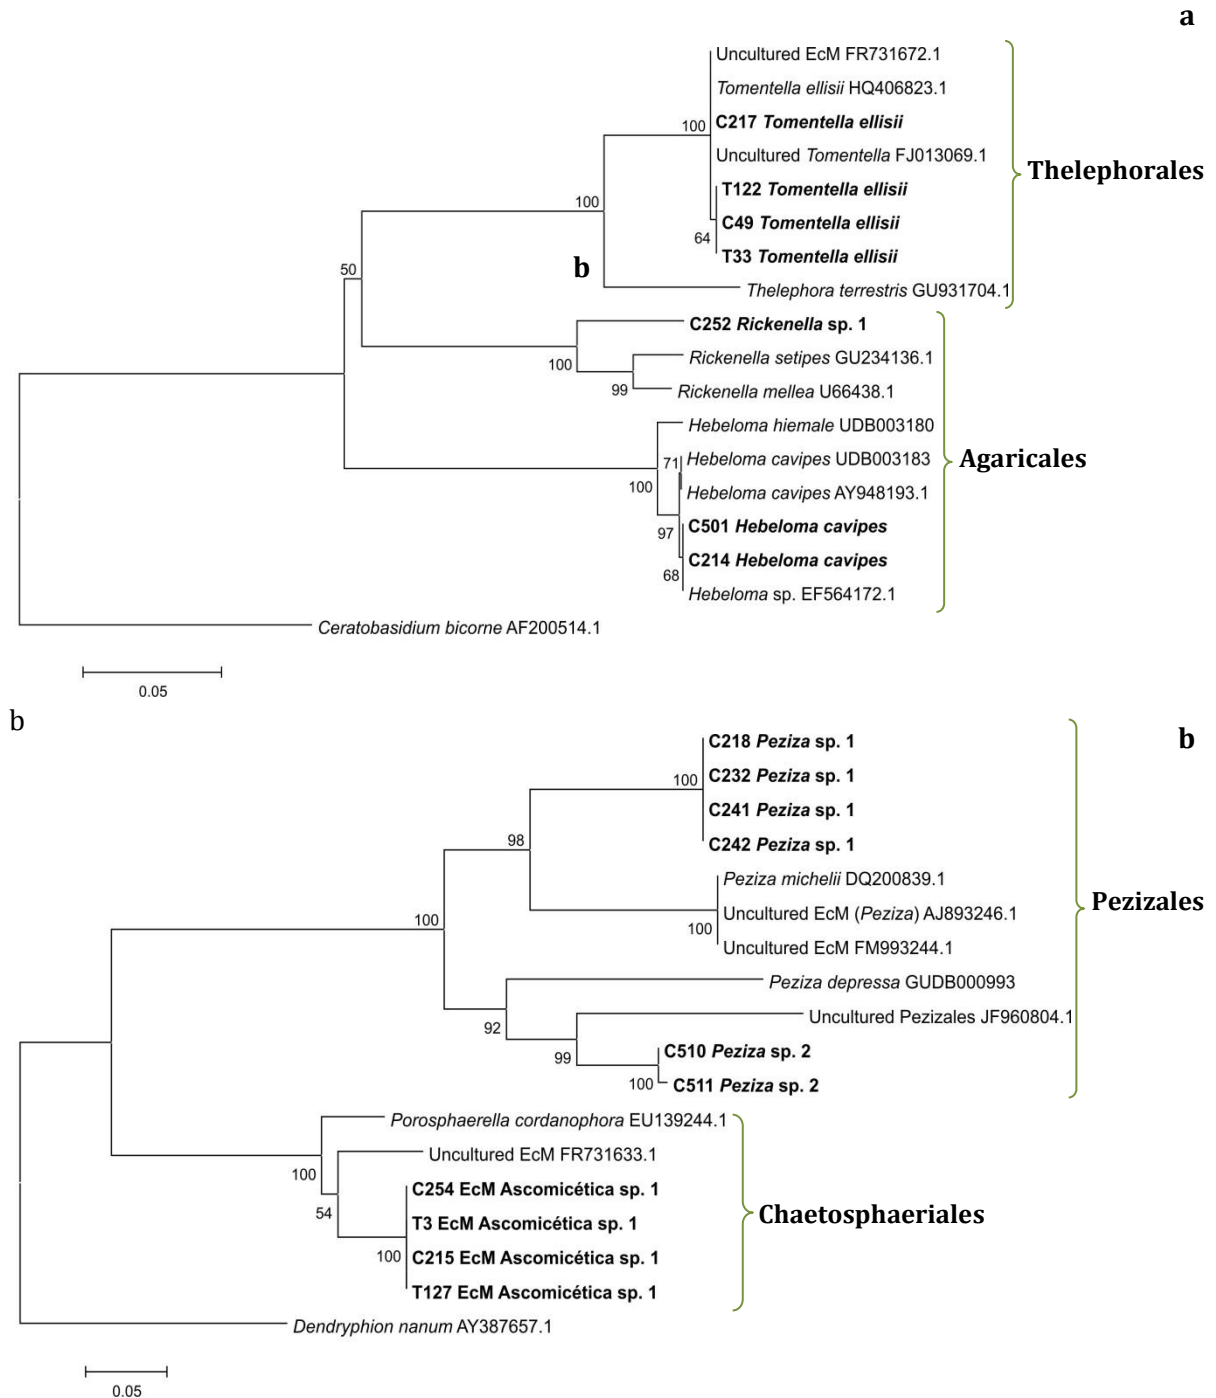 a
Uncultured EcM FR731672.1
Tomentella ellisii HQ406823.1
100
C217 Tomentella ellisii
Uncultured Tomentella FJ013069.1
Thelephorales
T122 Tomentella ellisii
100
C49 Tomentella ellisii
64
T33 Tomentella ellisii
50
b
Thelephora terrestris GU931704.1
C252 Rickenella sp. 1
Rickenella setipes GU234136.1
100
99
Rickenella mellea U66438.1
Hebeloma hiemale UDB003180
71
Hebeloma cavipes UDB003183
Agaricales
100
Hebeloma cavipes AY948193.1
97
C501 Hebeloma cavipes
C214 Hebeloma cavipes
68
Hebeloma sp. EF564172.1
Ceratobasidium bicorne AF200514.1
0.05
b
b
C218 Peziza sp. 1
100
C232 Peziza sp. 1
C241 Peziza sp. 1
98
C242 Peziza sp. 1
Peziza michelii DQ200839.1
Pezizales
100
Uncultured EcM (Peziza) AJ893246.1
100
Uncultured EcM FM993244.1
Peziza depressa GUDB000993
92
Uncultured Pezizales JF960804.1
99
C510 Peziza sp. 2
100
C511 Peziza sp. 2
Porosphaerella cordanophora EU139244.1
Uncultured EcM FR731633.1
100
C254 EcM Ascomicética sp. 1
54
T3 EcM Ascomicética sp. 1
Chaetosphaeriales
100
C215 EcM Ascomicética sp. 1
T127 EcM Ascomicética sp. 1
Dendryphion nanum AY387657.1
0.05